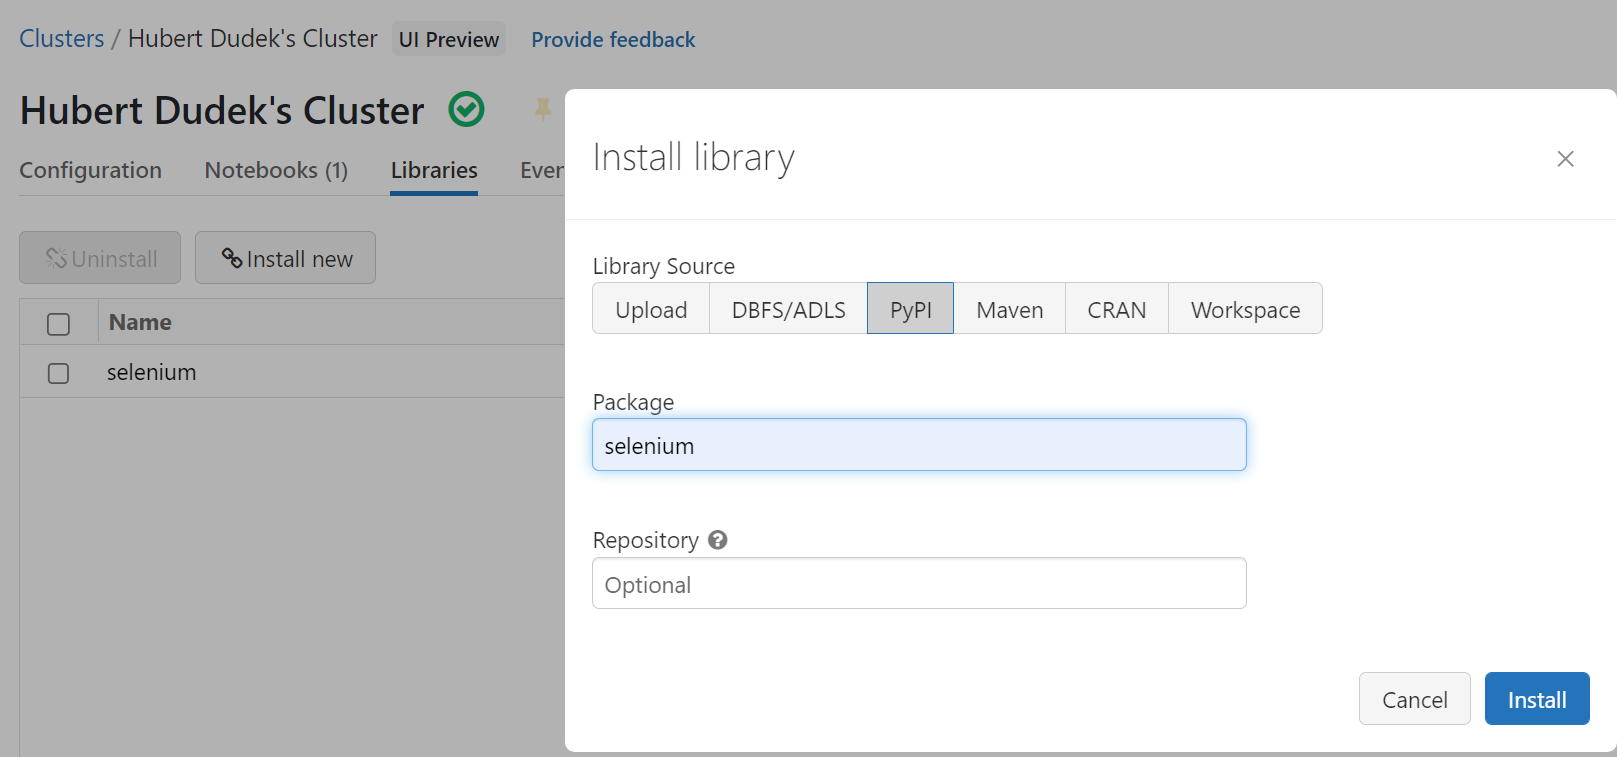 Clusters / Hubert Dudek's Cluster UI Preview Provide feedback
Hubert Dudek's Cluster
Configuration Notebooks (1) Libraries Even
Uninstall Install new
Name
selenium
Install library
Library Source
Upload DBFS/ADLS PyPI Maven CRAN Workspace
Package
selenium
Repository
Optional
Cancel Install